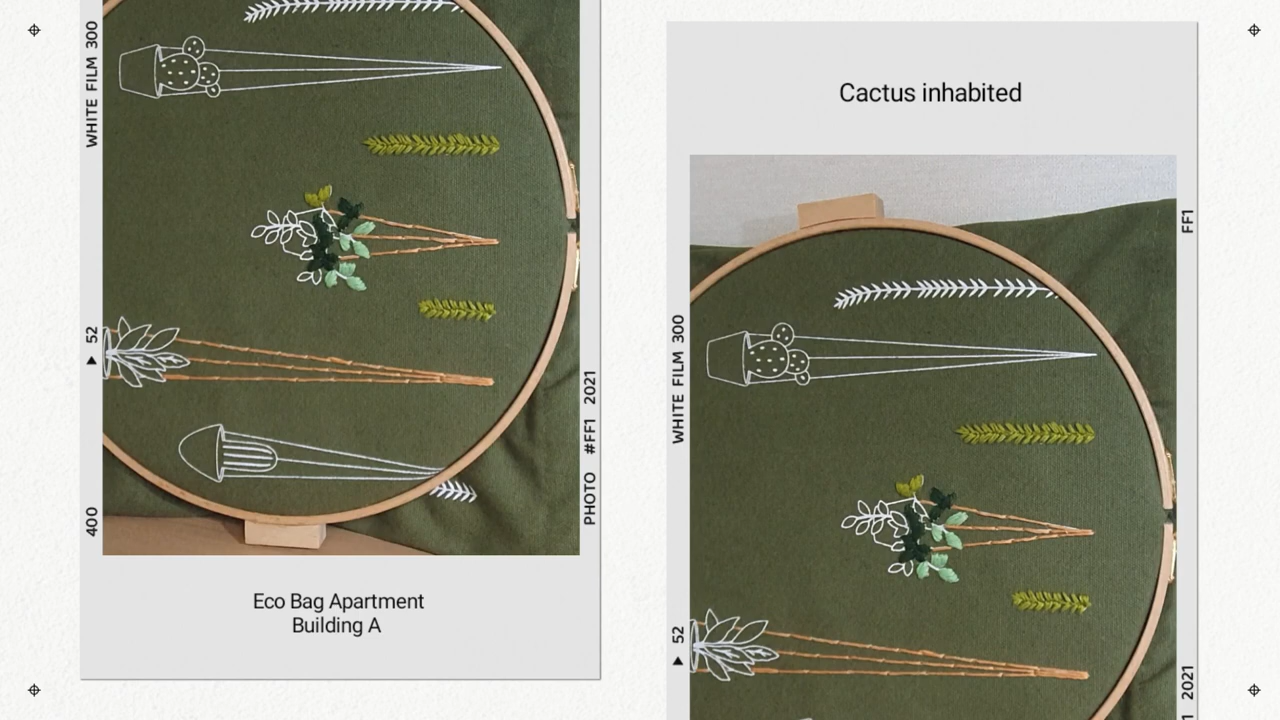 WHITE FILM 300
▶ 52
400
PHOTO #FF1 2021
Eco Bag Apartment
Building A
Cactus inhabited
WHITE FILM 300
▶ 52
FF1
1 2021